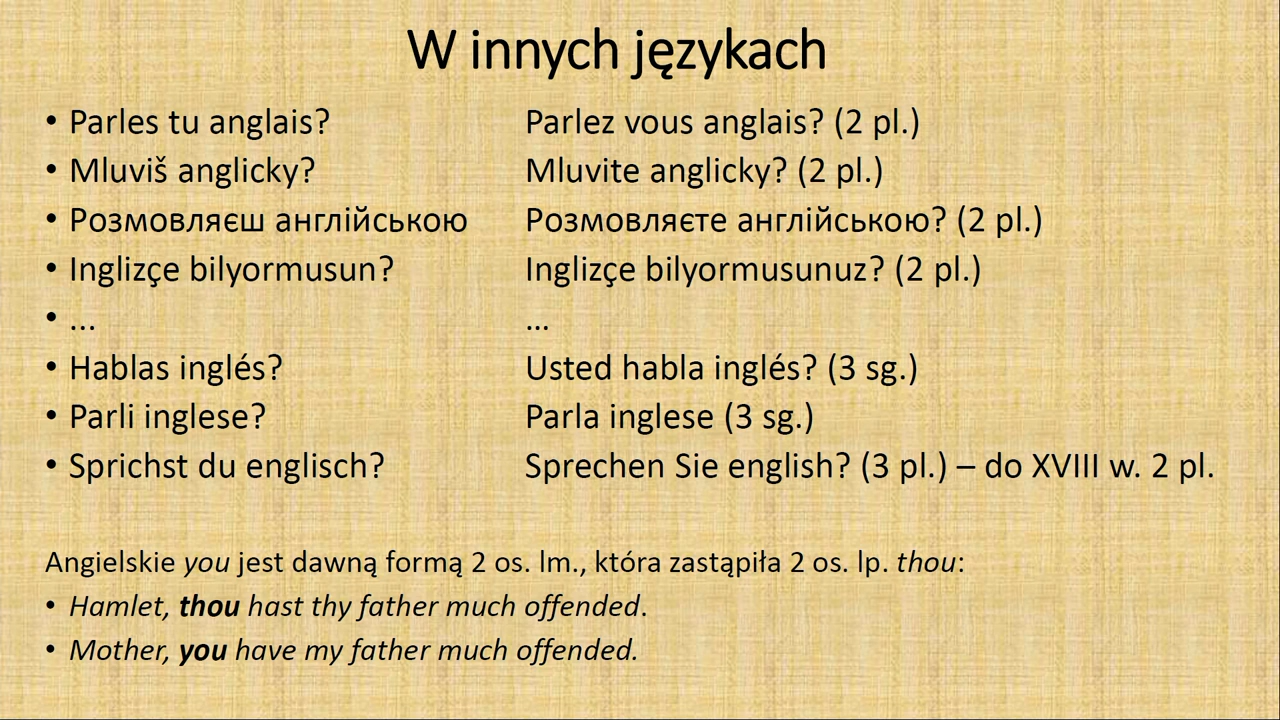 W innych językach
• Parles tu anglais? Parlez vous anglais? (2 pl.)
• Mluviš anglicky? Mluvite anglicky? (2 pl.)
• Розмовляєш англійською Розмовляєте англійською? (2 pl.)
• Inglizçe bilyormusun? Inglizçe bilyormusunuz? (2 pl.)
• ... ...
• Hablas inglés? Usted habla inglés? (3 sg.)
• Parli inglese? Parla inglese (3 sg.)
• Sprichst du englisch? Sprechen Sie english? (3 pl.) – do XVIII w. 2 pl.
Angielskie you jest dawną formą 2 os. lm., która zastąpiła 2 os. lp. thou:
• Hamlet, thou hast thy father much offended.
• Mother, you have my father much offended.